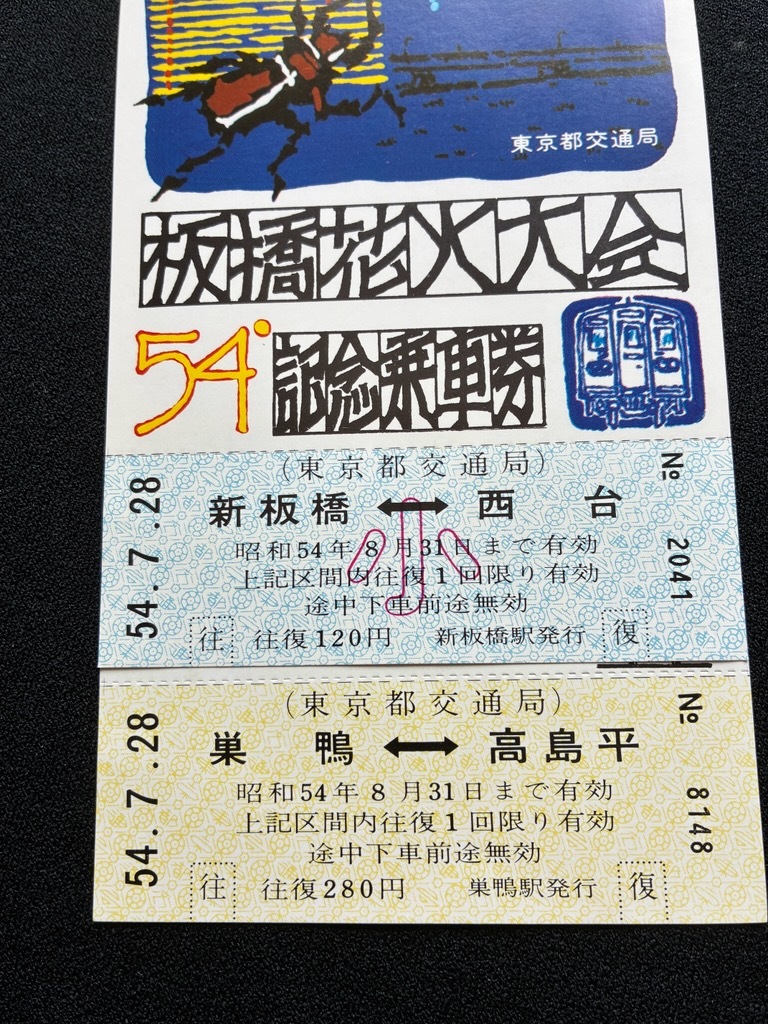 東京都交通局
板橋花火大会
54°
記念乗車券
(東京都交通局)
新板橋 ↔ 西台
小
昭和54年8月31日まで有効
上記区間内往復1回限り有効
途中下車前途無効
往 往復120円 新板橋駅発行 復
54.7.28
№ 2041
(東京都交通局)
巣鴨 ↔ 高島平
昭和54年8月31日まで有効
上記区間内往復1回限り有効
途中下車前途無効
往 往復280円 巣鴨駅発行 復
54.7.28
№ 8148